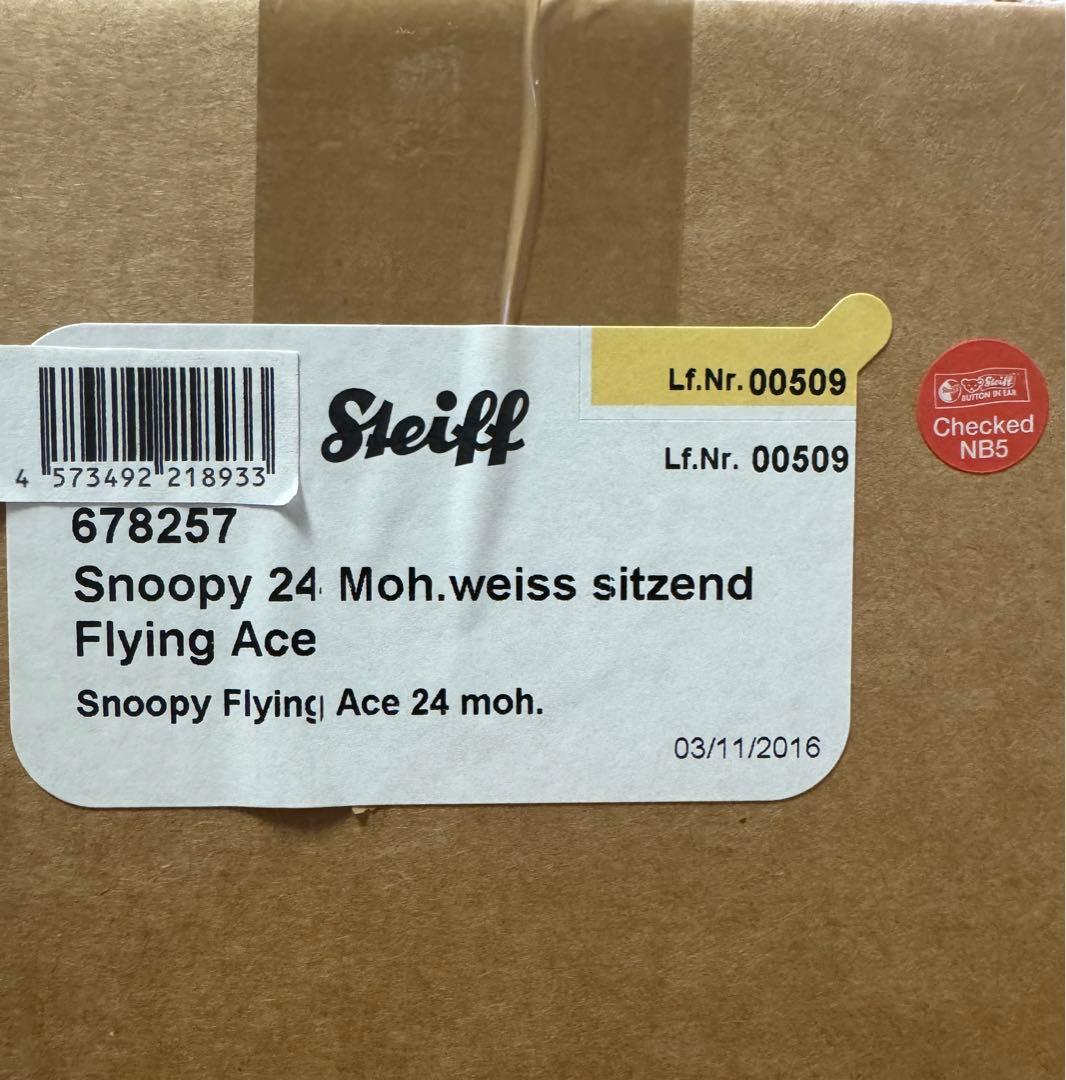 Lf.Nr. 00509
4 573492 218933
Steiff
Lf.Nr. 00509
678257
Snoopy 24 Moh.weiss sitzend
Flying Ace
Snoopy Flying Ace 24 moh.
03/11/2016
Steiff
BUTTON IN EAR
Checked
NB5